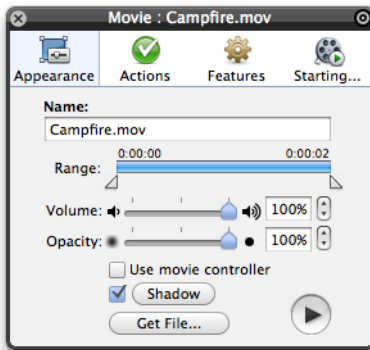 Movie : Campfire.mov
Appearance Actions Features Starting...
Name:
Campfire.mov
0:00:00 0:00:02
Range:
Volume: 100%
Opacity: 100%
Use movie controller
Shadow
Get File...